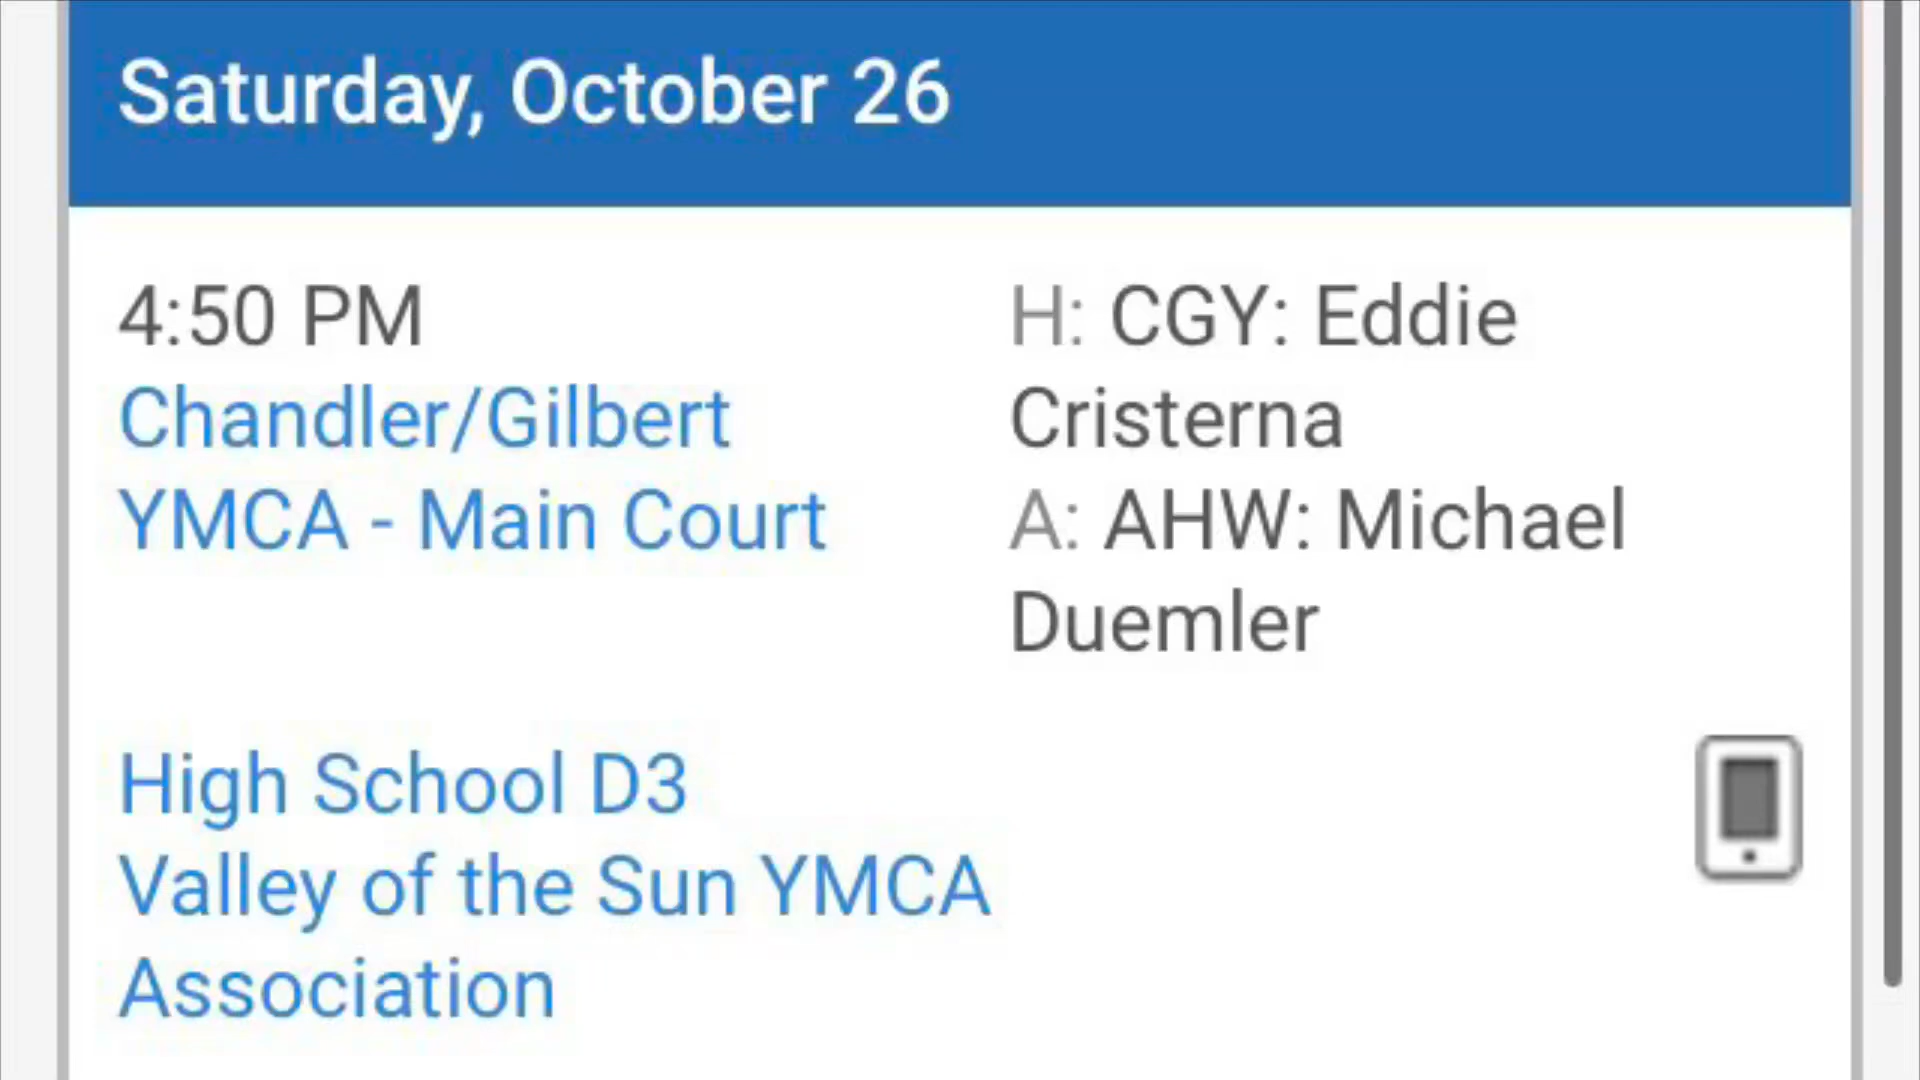 Saturday, October 26
4:50 PM
Chandler/Gilbert
YMCA - Main Court
H: CGY: Eddie
Cristerna
A: AHW: Michael
Duemler
High School D3
Valley of the Sun YMCA
Association